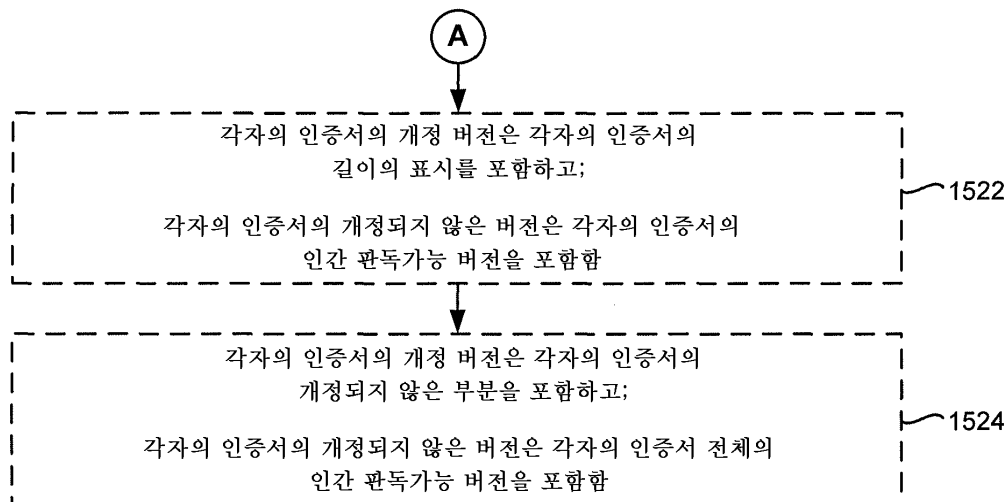 A
각자의 인증서의 개정 버전은 각자의 인증서의
길이의 표시를 포함하고;
각자의 인증서의 개정되지 않은 버전은 각자의 인증서의
인간 판독가능 버전을 포함함
1522
각자의 인증서의 개정 버전은 각자의 인증서의
개정되지 않은 부분을 포함하고;
각자의 인증서의 개정되지 않은 버전은 각자의 인증서 전체의
인간 판독가능 버전을 포함함
1524